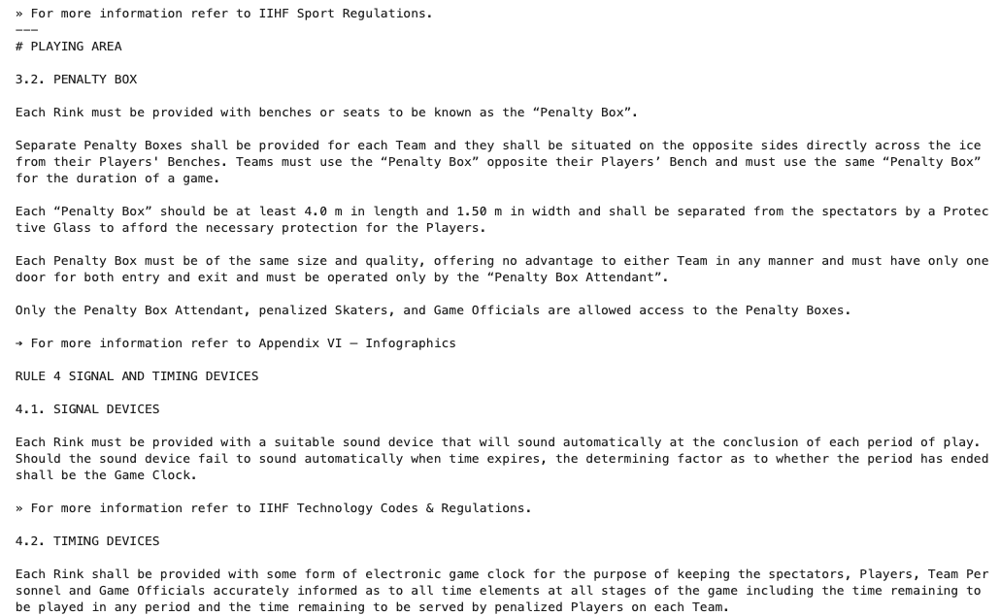 » For more information refer to IIHF Sport Regulations.
———
# PLAYING AREA
3.2. PENALTY BOX
Each Rink must be provided with benches or seats to be known as the “Penalty Box”.
Separate Penalty Boxes shall be provided for each Team and they shall be situated on the opposite sides directly across the ice
from their Players' Benches. Teams must use the “Penalty Box” opposite their Players’ Bench and must use the same “Penalty Box”
for the duration of a game.
Each “Penalty Box” should be at least 4.0 m in length and 1.50 m in width and shall be separated from the spectators by a Protec
tive Glass to afford the necessary protection for the Players.
Each Penalty Box must be of the same size and quality, offering no advantage to either Team in any manner and must have only one
door for both entry and exit and must be operated only by the “Penalty Box Attendant”.
Only the Penalty Box Attendant, penalized Skaters, and Game Officials are allowed access to the Penalty Boxes.
→ For more information refer to Appendix VI – Infographics
RULE 4 SIGNAL AND TIMING DEVICES
4.1. SIGNAL DEVICES
Each Rink must be provided with a suitable sound device that will sound automatically at the conclusion of each period of play.
Should the sound device fail to sound automatically when time expires, the determining factor as to whether the period has ended
shall be the Game Clock.
» For more information refer to IIHF Technology Codes & Regulations.
4.2. TIMING DEVICES
Each Rink shall be provided with some form of electronic game clock for the purpose of keeping the spectators, Players, Team Per
sonnel and Game Officials accurately informed as to all time elements at all stages of the game including the time remaining to
be played in any period and the time remaining to be served by penalized Players on each Team.